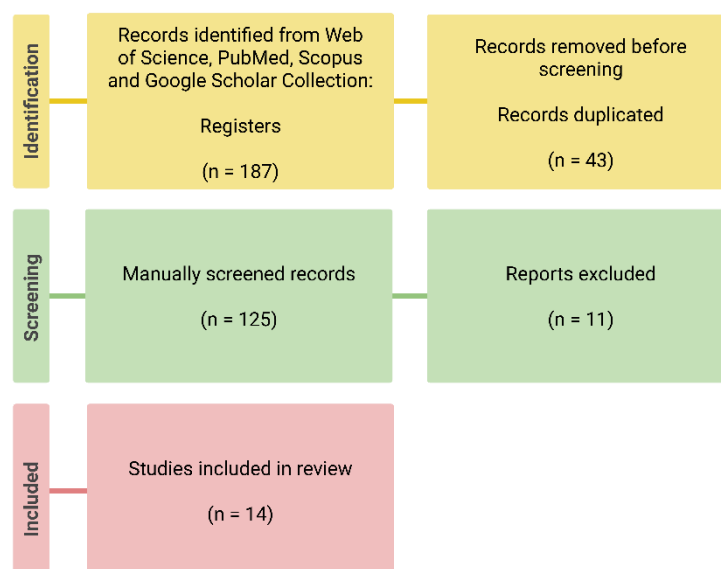 Identification
Records identified from Web
of Science, PubMed, Scopus
and Google Scholar Collection:
Registers
(n = 187)
Records removed before
screening
Records duplicated
(n = 43)
Screening
Manually screened records
(n = 125)
Reports excluded
(n = 11)
Included
Studies included in review
(n = 14)